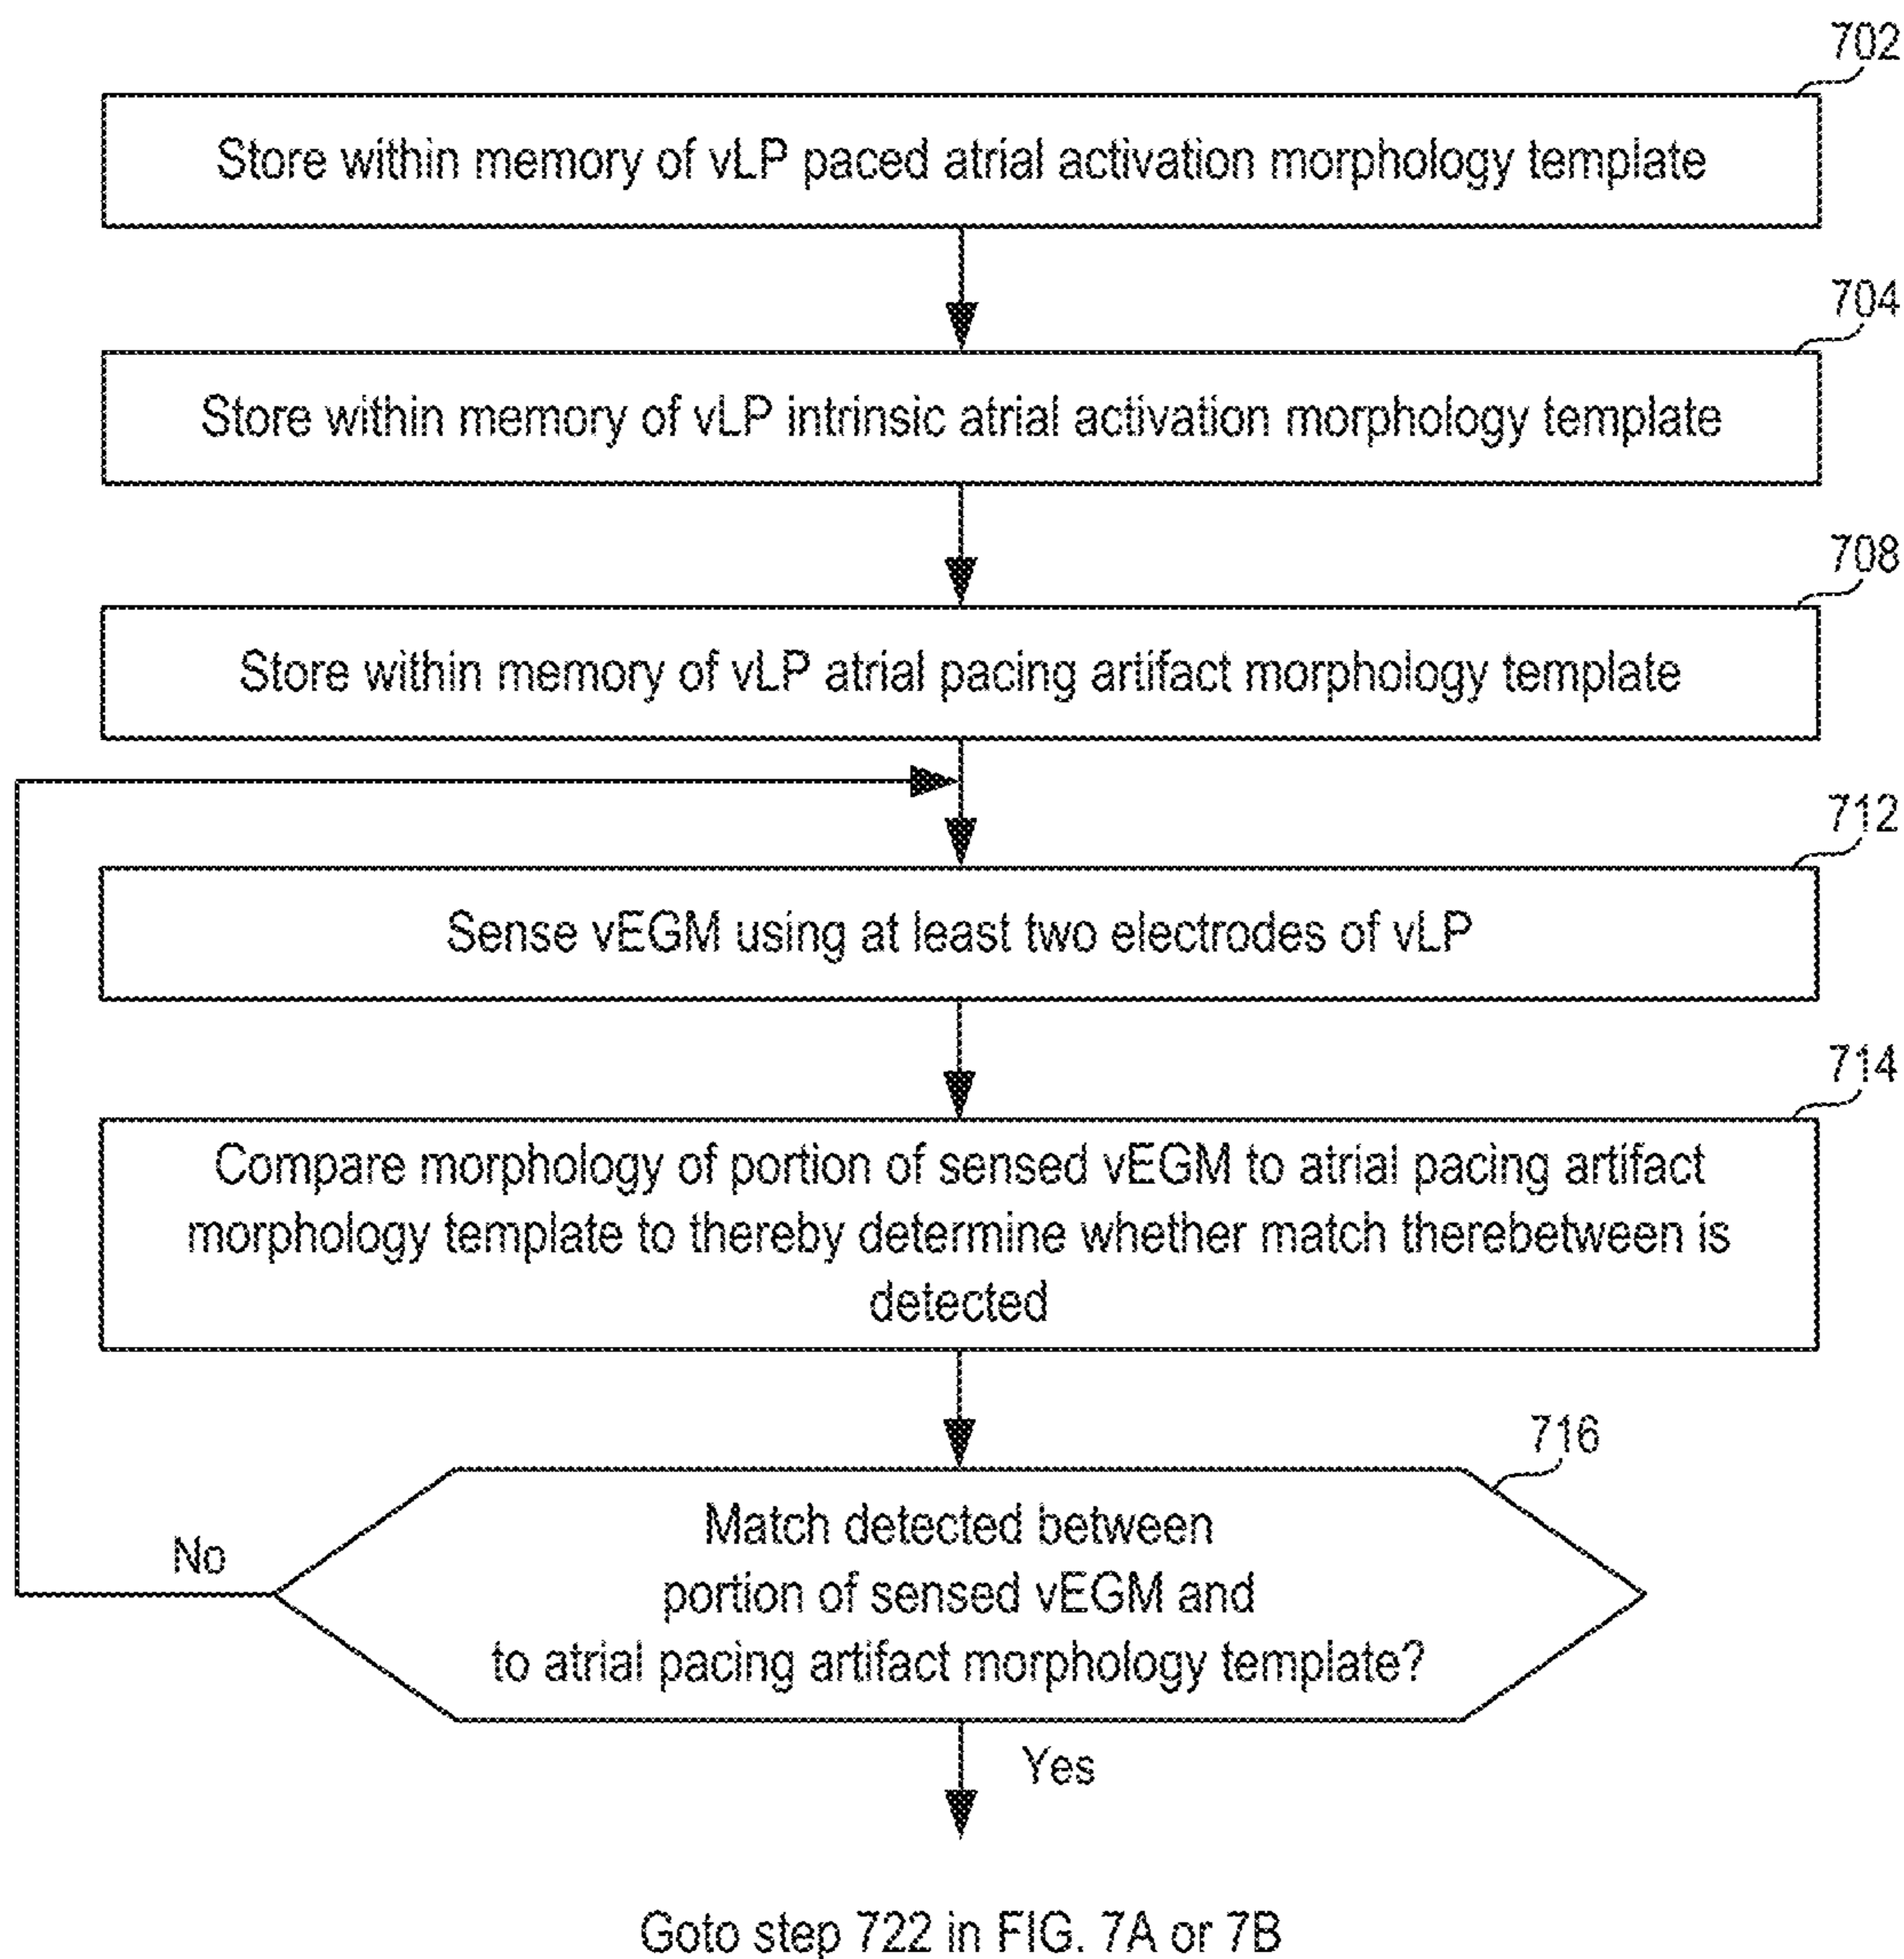 702
Store within memory of vLP paced atrial activation morphology template
704
Store within memory of vLP intrinsic atrial activation morphology template
708
Store within memory of vLP atrial pacing artifact morphology template
712
Sense vEGM using at least two electrodes of vLP
714
Compare morphology of portion of sensed vEGM to atrial pacing artifact
morphology template to thereby determine whether match therebetween is
detected
716
Match detected between
portion of sensed vEGM and
to atrial pacing artifact morphology template?
No
Yes
Goto step 722 in FIG. 7A or 7B